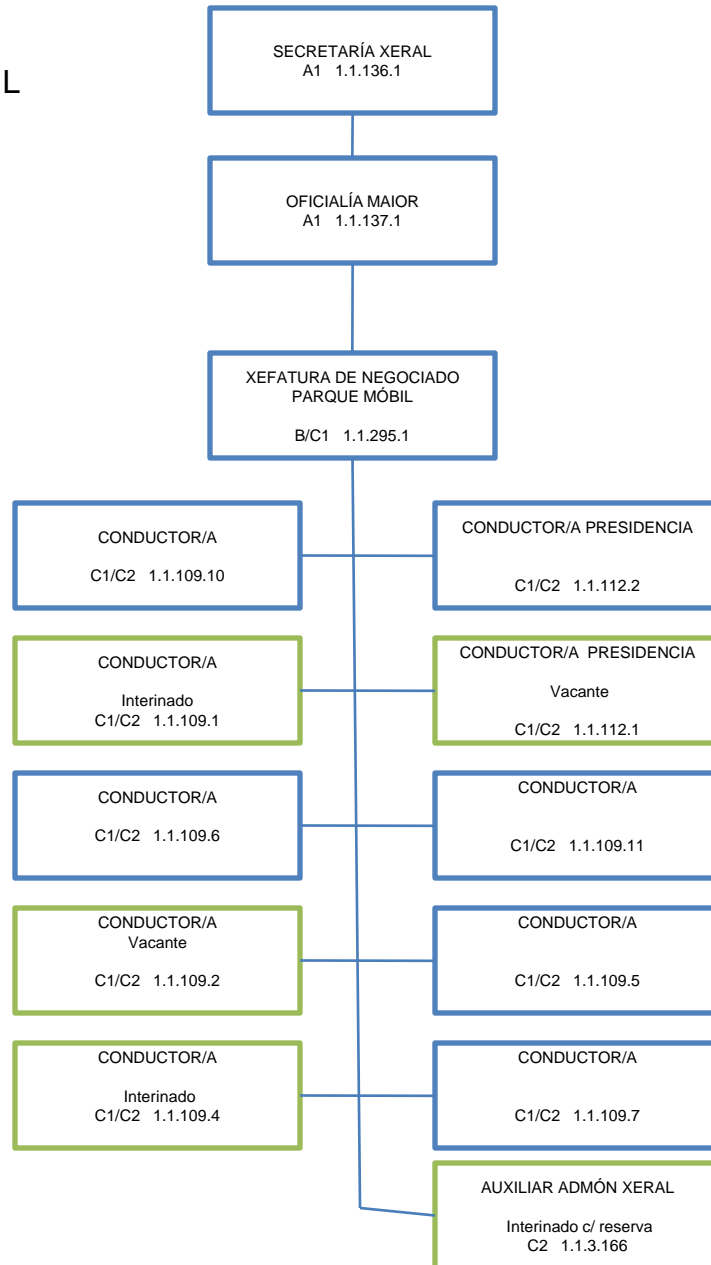 L
SECRETARÍA XERAL
A1 1.1.136.1
OFICIALÍA MAIOR
A1 1.1.137.1
XEFATURA DE NEGOCIADO
PARQUE MÓBIL
B/C1 1.1.295.1
CONDUCTOR/A
C1/C2 1.1.109.10
CONDUCTOR/A PRESIDENCIA
C1/C2 1.1.112.2
CONDUCTOR/A
Interinado
C1/C2 1.1.109.1
CONDUCTOR/A PRESIDENCIA
Vacante
C1/C2 1.1.112.1
CONDUCTOR/A
C1/C2 1.1.109.6
CONDUCTOR/A
C1/C2 1.1.109.11
CONDUCTOR/A
Vacante
C1/C2 1.1.109.2
CONDUCTOR/A
C1/C2 1.1.109.5
CONDUCTOR/A
Interinado
C1/C2 1.1.109.4
CONDUCTOR/A
C1/C2 1.1.109.7
AUXILIAR ADMÓN XERAL
Interinado c/ reserva
C2 1.1.3.166